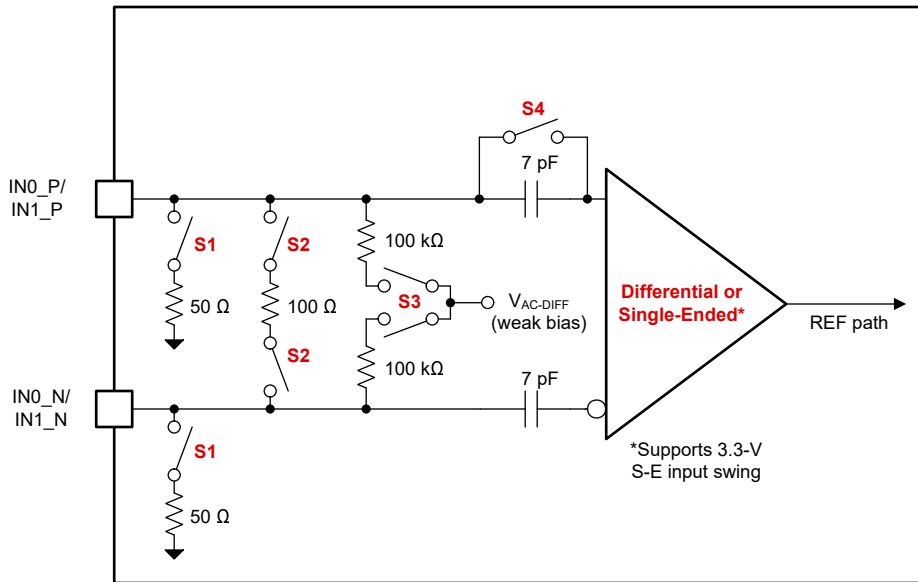 S4
7 pF
IN0_P/
IN1_P
S1
50 Ω
S2
100 Ω
S2
100 kΩ
S3
100 kΩ
V_AC-DIFF
(weak bias)
Differential or
Single-Ended*
REF path
IN0_N/
IN1_N
7 pF
S1
50 Ω
*Supports 3.3-V
S-E input swing